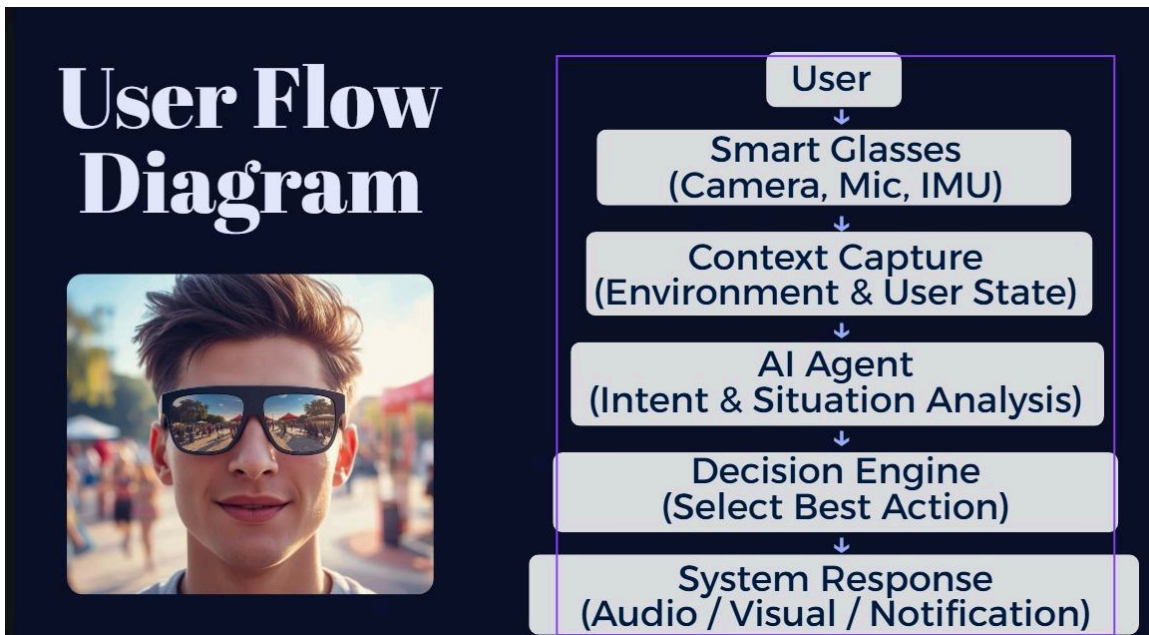 User Flow
Diagram
User
Smart Glasses
(Camera, Mic, IMU)
Context Capture
(Environment & User State)
AI Agent
(Intent & Situation Analysis)
Decision Engine
(Select Best Action)
System Response
(Audio / Visual / Notification)